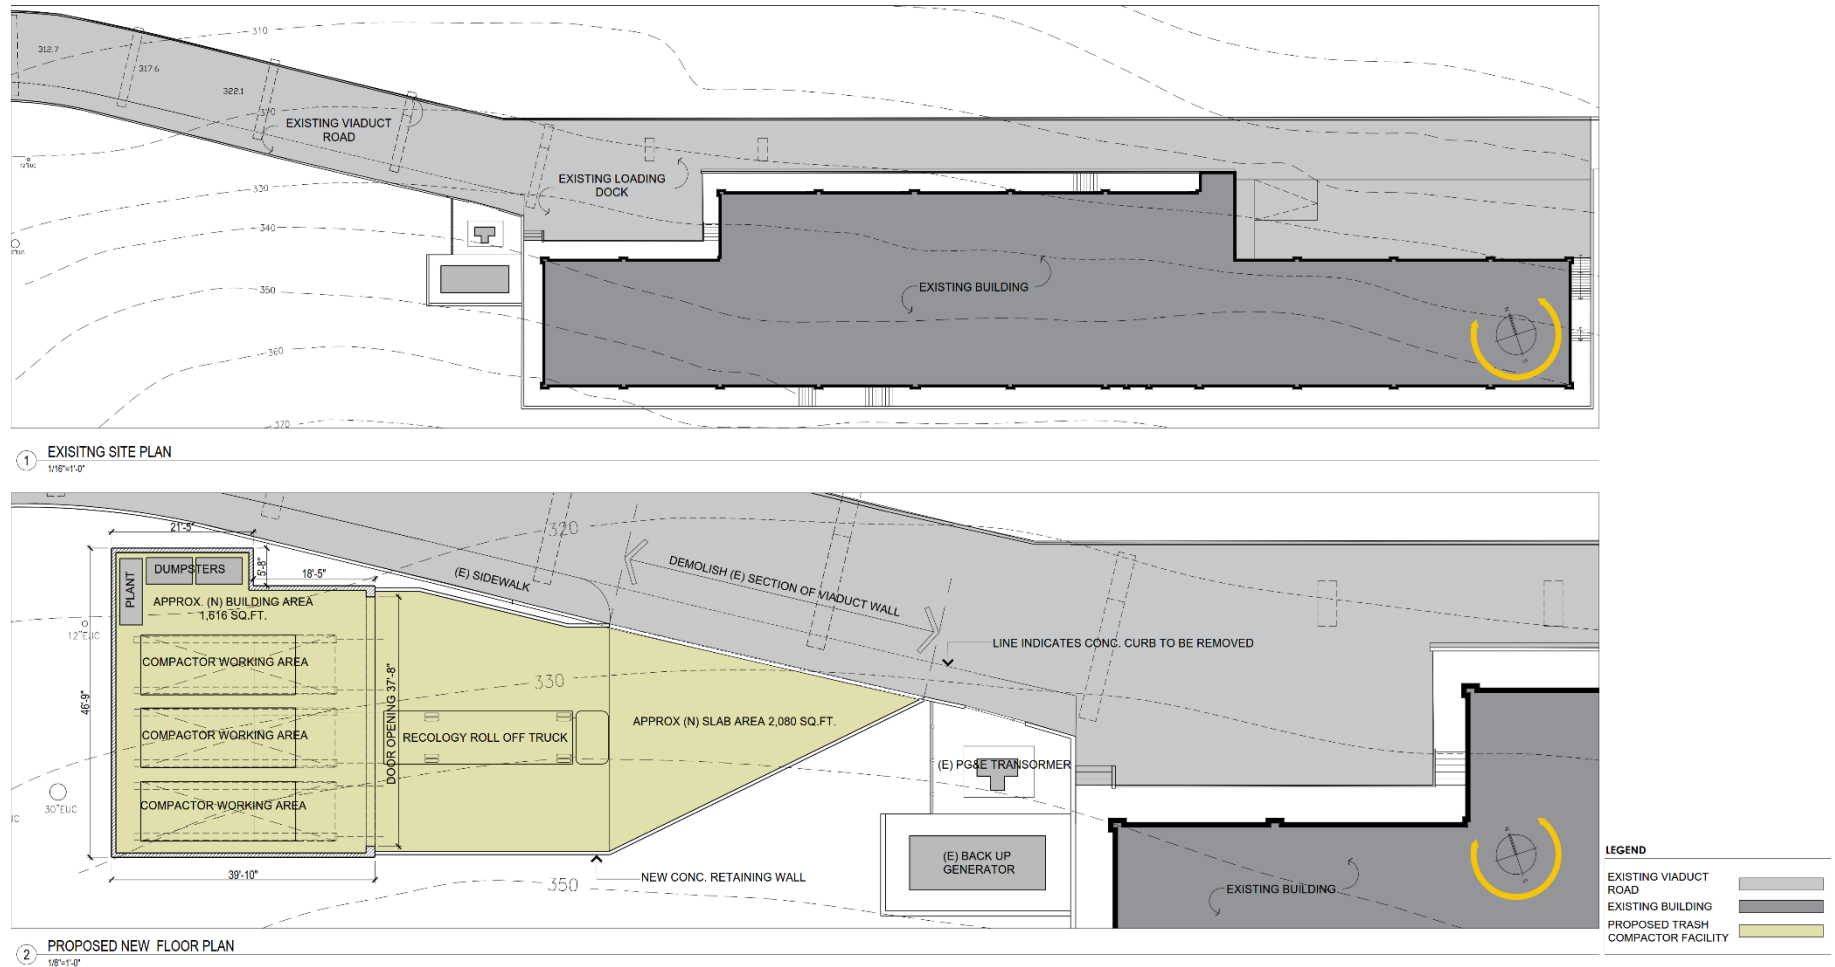 310
312.7
317.6
322.1
320
EXISTING VIADUCT
ROAD
12"EUC
EXISTING LOADING
DOCK
330
340
350
EXISTING BUILDING
N
S
360
370
1
EXISITNG SITE PLAN
1/16"=1'-0"
21'-5"
320
DUMPSTERS
5'-8"
18'-5"
(E) SIDEWALK
DEMOLISH (E) SECTION OF VIADUCT WALL
PLANT
APPROX. (N) BUILDING AREA
1,616 SQ.FT.
12"EUC
LINE INDICATES CONC. CURB TO BE REMOVED
COMPACTOR WORKING AREA
330
46'-9"
DOOR OPENING 37'-8"
APPROX (N) SLAB AREA 2,080 SQ.FT.
COMPACTOR WORKING AREA
RECOLOGY ROLL OFF TRUCK
(E) PG&E TRANSORMER
COMPACTOR WORKING AREA
30"EUC
N
S
(E) BACK UP
GENERATOR
39'-10"
NEW CONC. RETAINING WALL
350
EXISTING BUILDING
2
PROPOSED NEW FLOOR PLAN
1/8"=1'-0"
LEGEND
EXISTING VIADUCT
ROAD
EXISTING BUILDING
PROPOSED TRASH
COMPACTOR FACILITY